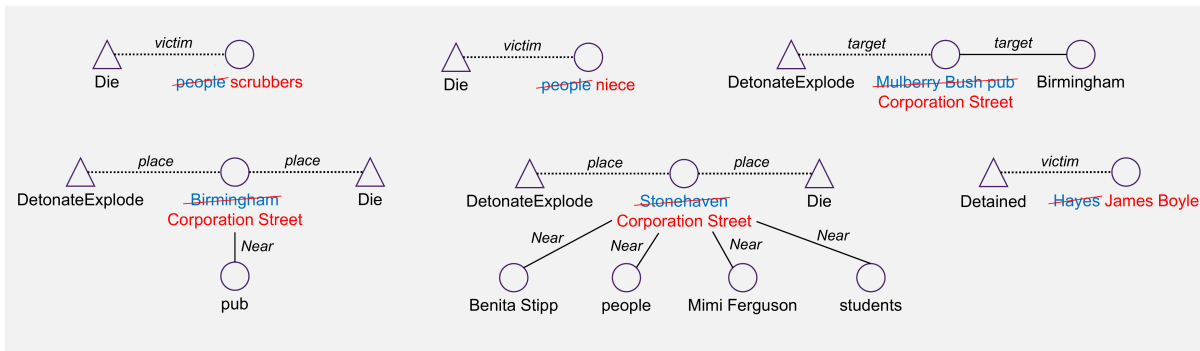 victim
Die
people scrubbers
victim
Die
people niece
target target
DetonateExplode
Mulberry Bush pub
Corporation Street
Birmingham
place place
DetonateExplode
Birmingham
Corporation Street
Die
Near
pub
place place
DetonateExplode
Stonehaven
Corporation Street
Die
Near Near Near Near
Benita Stipp people Mimi Ferguson students
victim
Detained
Hayes James Boyle